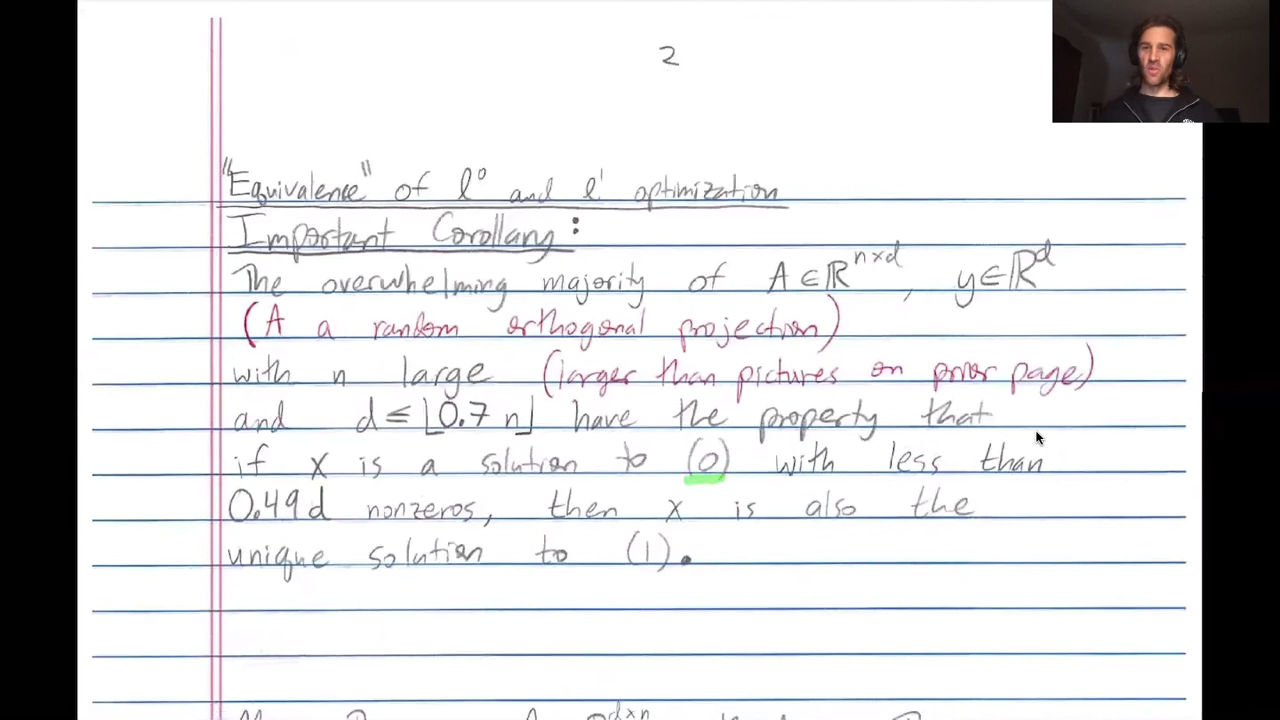 2
"Equivalence" of l⁰ and l¹ optimization
Important Corollary:
The overwhelming majority of A ∈ ℝⁿˣᵈ, y ∈ ℝᵈ
(A a random orthogonal projection)
with n large (larger than pictures on prior page)
and d ≤ ⌊0.7 n⌋ have the property that
if x is a solution to (0) with less than
0.49d nonzeros, then x is also the
unique solution to (1).